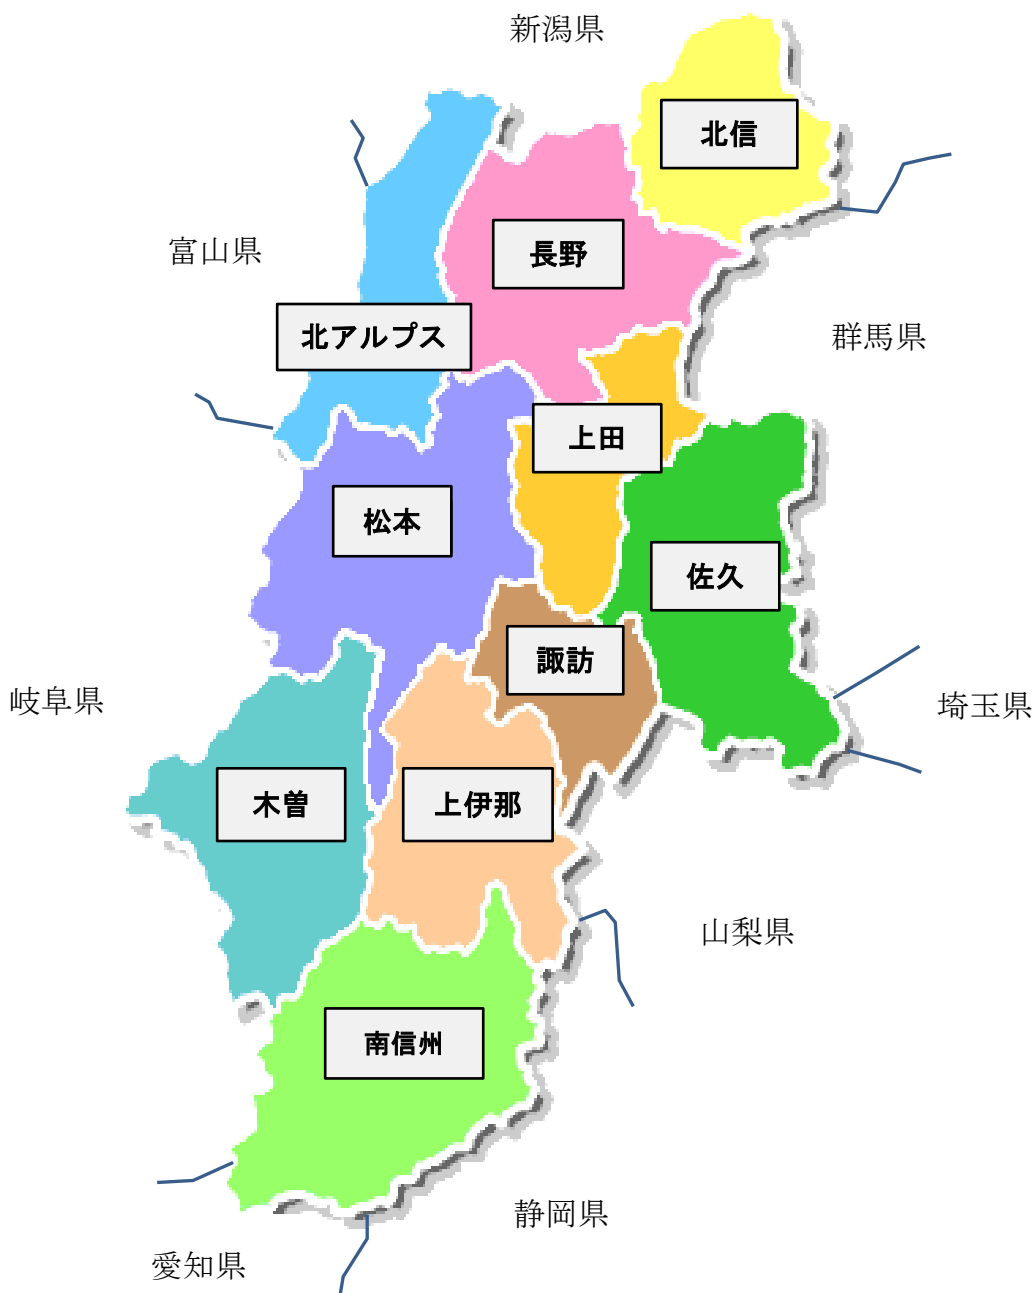 新潟県
北信
長野
富山県
北アルプス
群馬県
上田
松本
佐久
諏訪
岐阜県
埼玉県
木曽
上伊那
山梨県
南信州
静岡県
愛知県